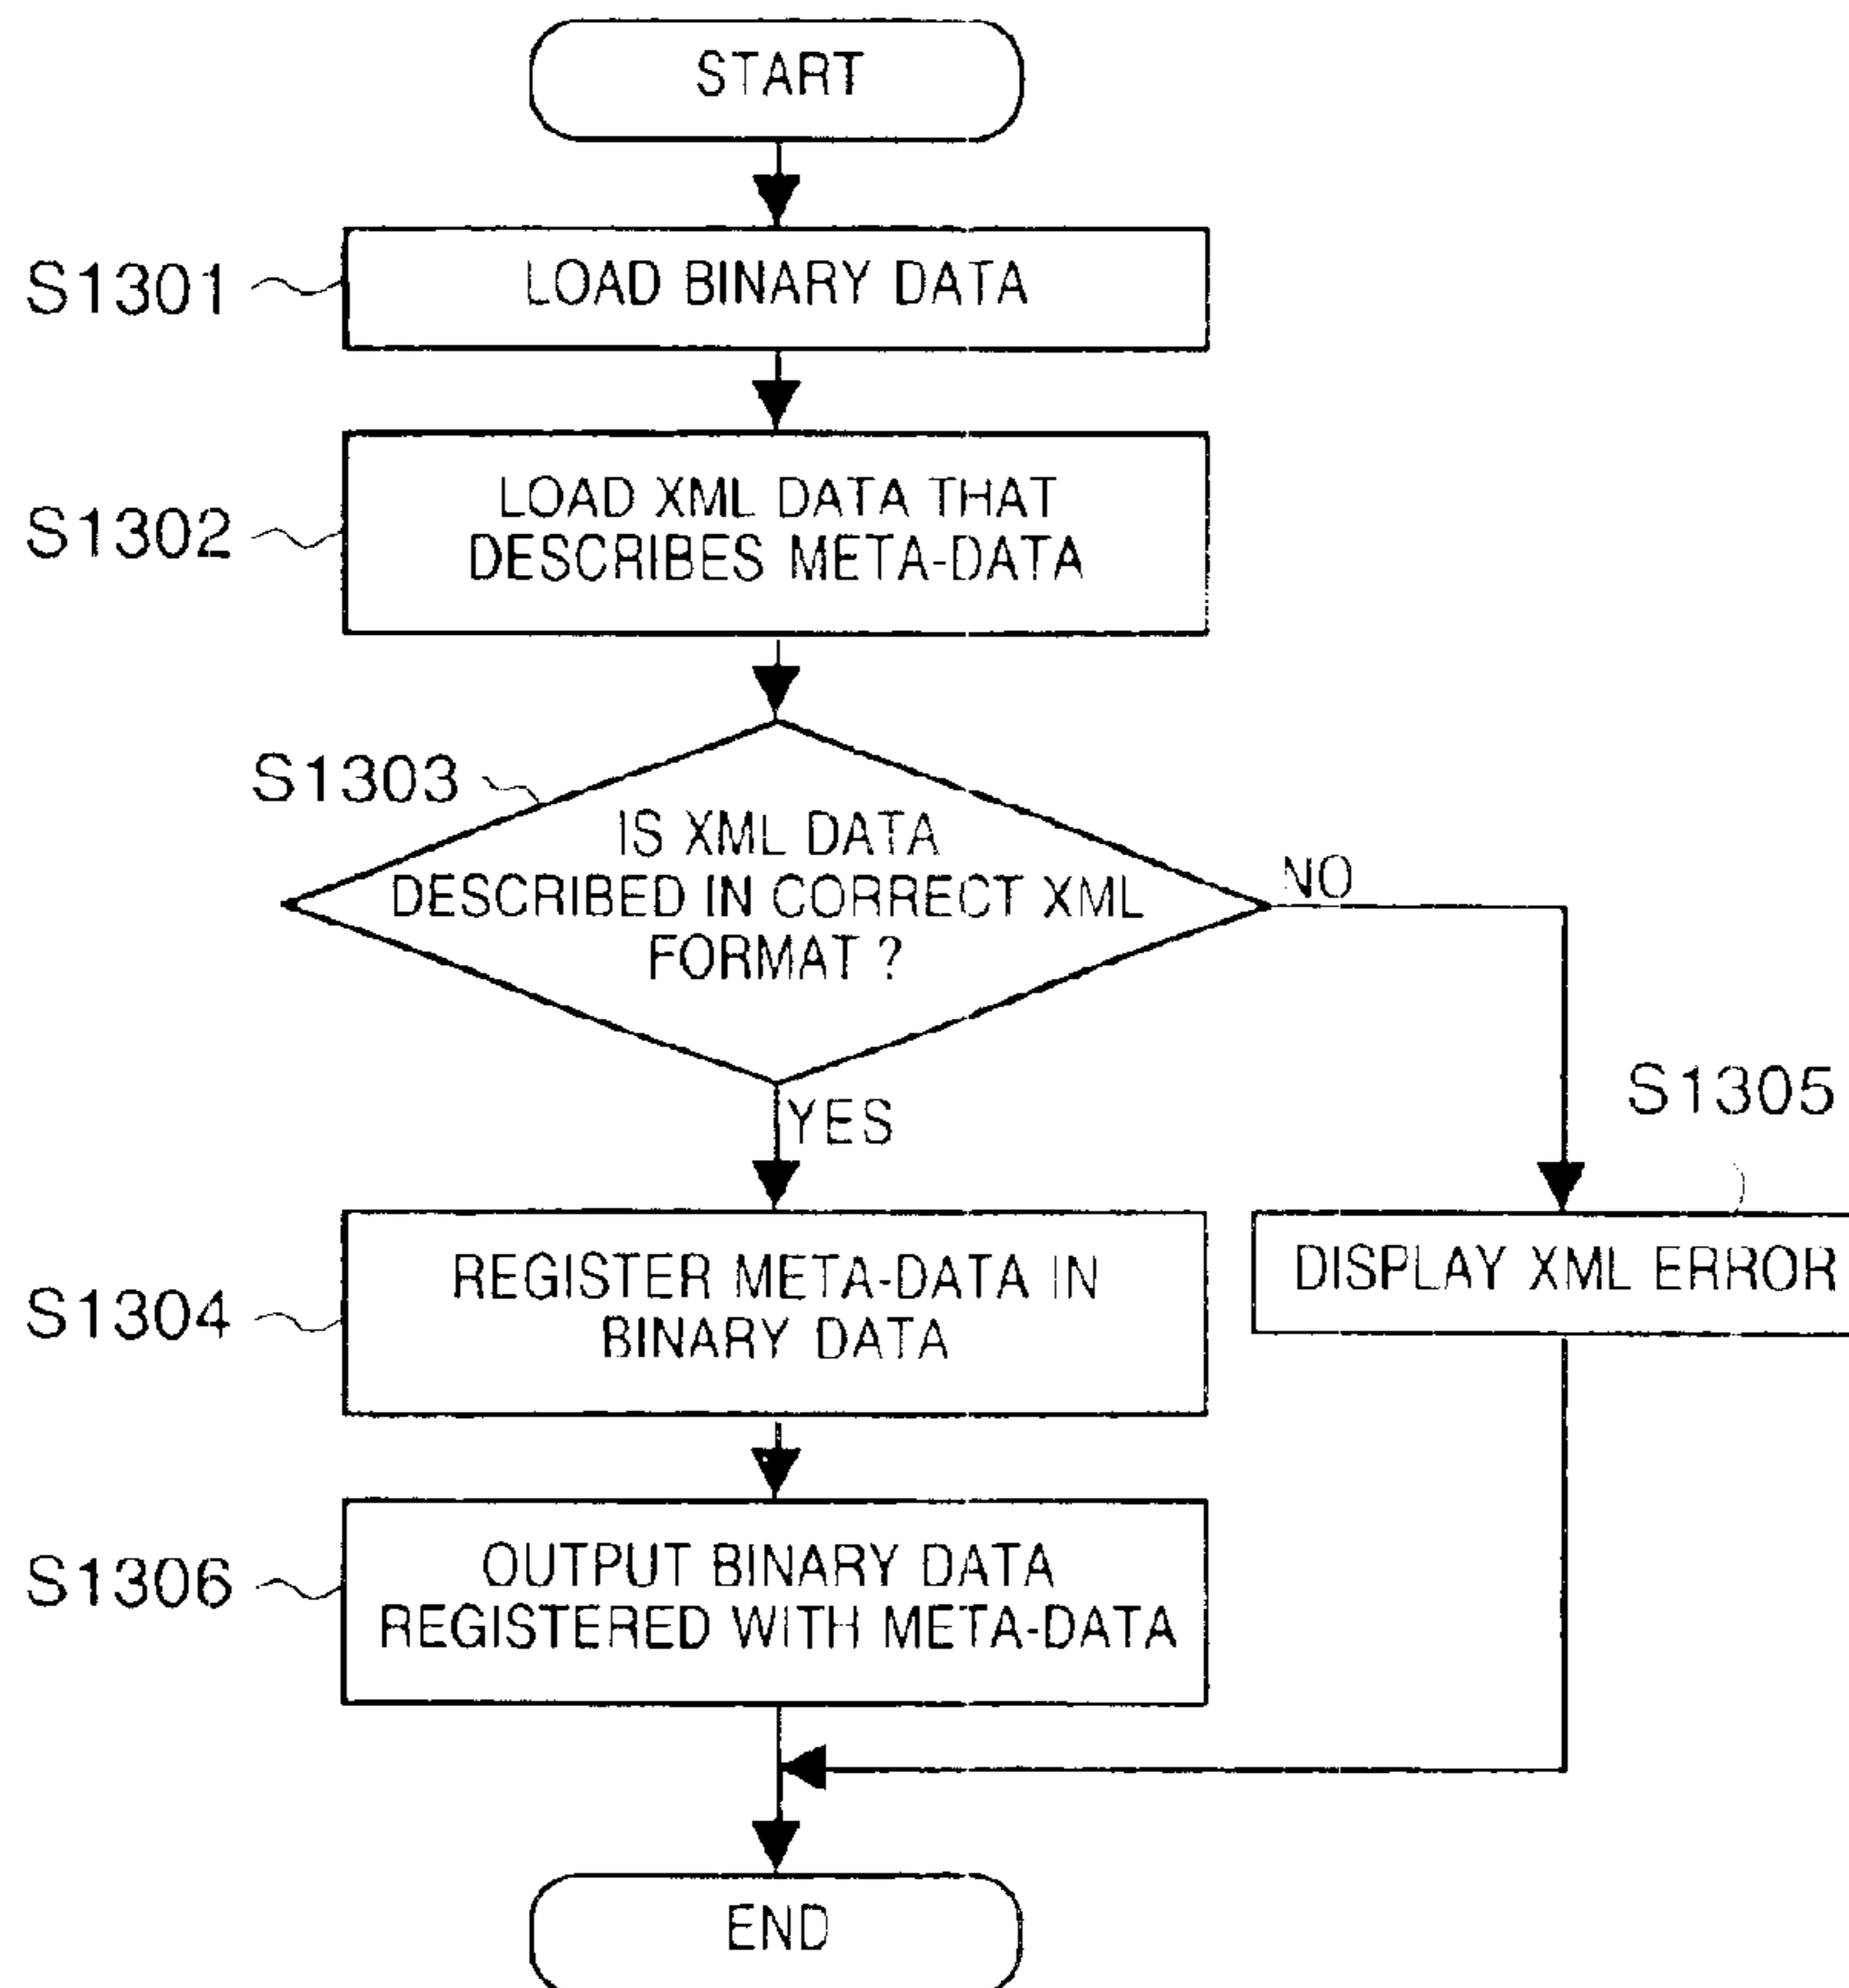 START
S1301
LOAD BINARY DATA
S1302
LOAD XML DATA THAT
DESCRIBES META-DATA
S1303
IS XML DATA
DESCRIBED IN CORRECT XML
FORMAT ?
NO
YES
S1305
S1304
REGISTER META-DATA IN
BINARY DATA
DISPLAY XML ERROR
S1306
OUTPUT BINARY DATA
REGISTERED WITH META-DATA
END